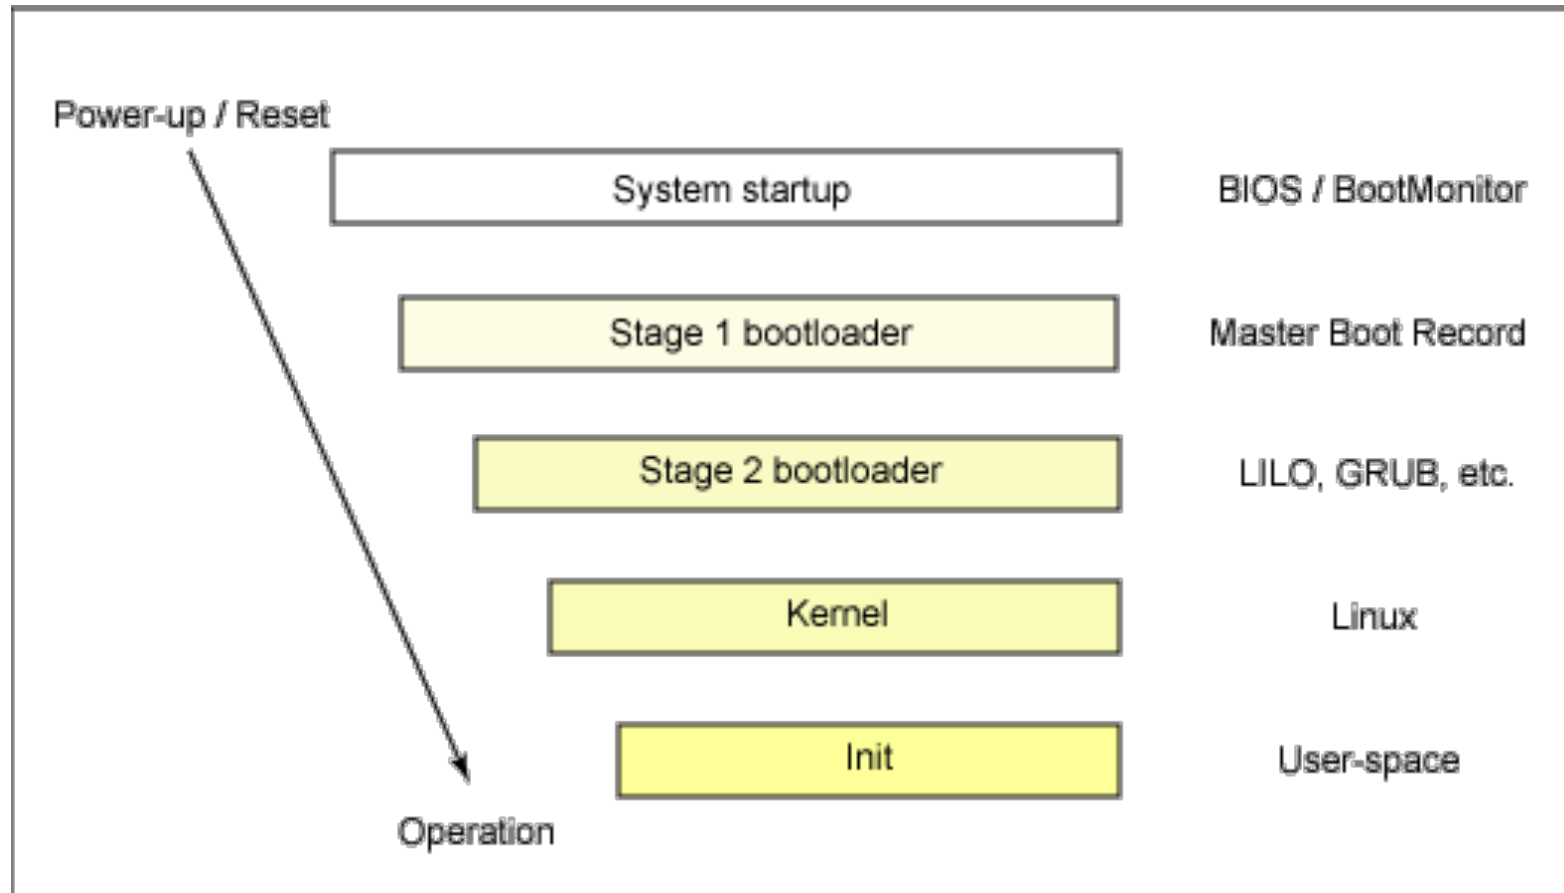 Power-up / Reset
System startup
BIOS / BootMonitor
Stage 1 bootloader
Master Boot Record
Stage 2 bootloader
LILO, GRUB, etc.
Kernel
Linux
Init
User-space
Operation